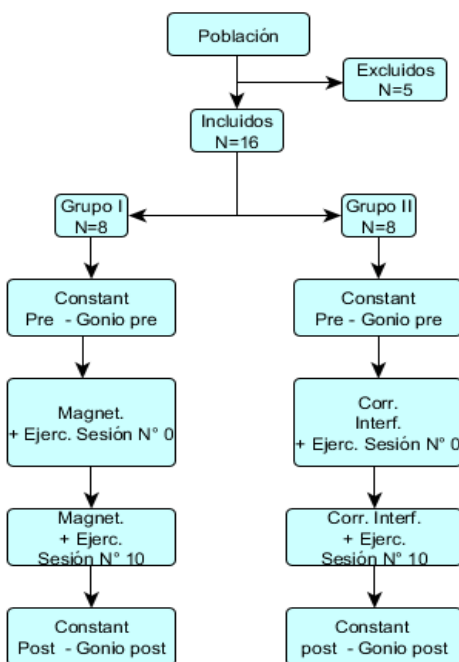 Población
Excluidos
N=5
Incluidos
N=16
Grupo I
N=8
Grupo II
N=8
Constant
Pre - Gonio pre
Constant
Pre - Gonio pre
Magnet.
+ Ejerc. Sesión N° 0
Corr.
Interf.
+ Ejerc. Sesión N° 0
Magnet.
+ Ejerc.
Sesión N° 10
Corr. Interf.
+ Ejerc.
Sesión N° 10
Constant
Post - Gonio post
Constant
post - Gonio post